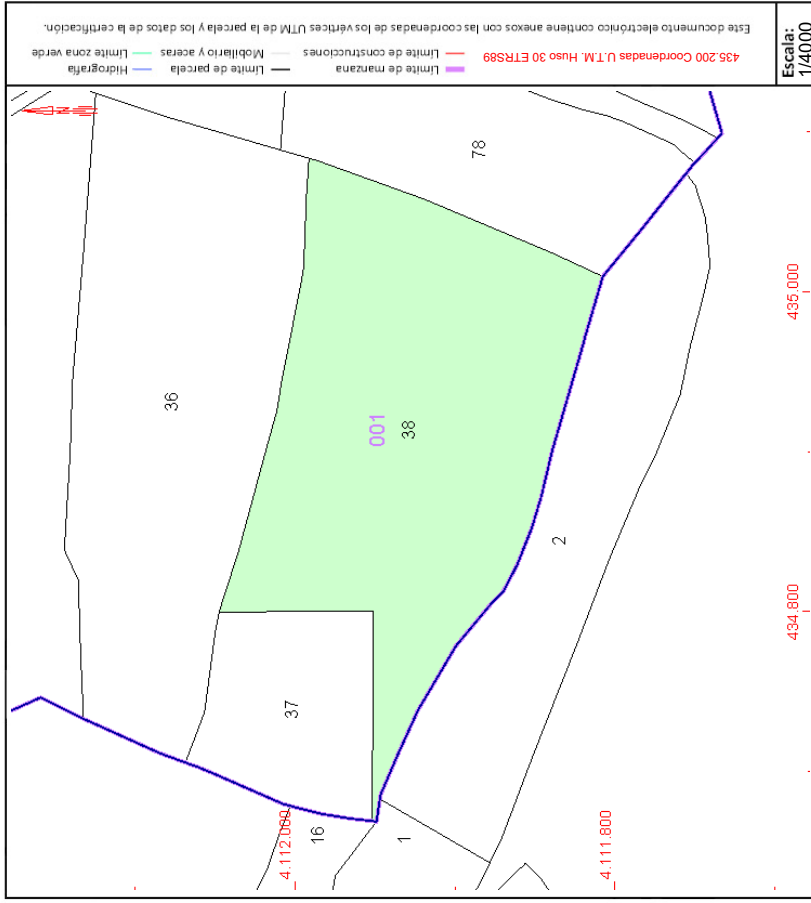 Este documento electrónico contiene anexos con las coordenadas de los vértices UTM de la parcela y los datos de la certificación.
435.200 Coordenadas U.T.M. Huso 30 ETRS89
Límite de manzana
Límite de construcciones
Límite de parcela
Mobiliario y aceras
Hidrografía
Límite zona verde
Escala:
1/4000
N
36
78
001
38
37
2
16
1
4.112.000
4.111.800
435.000
434.800